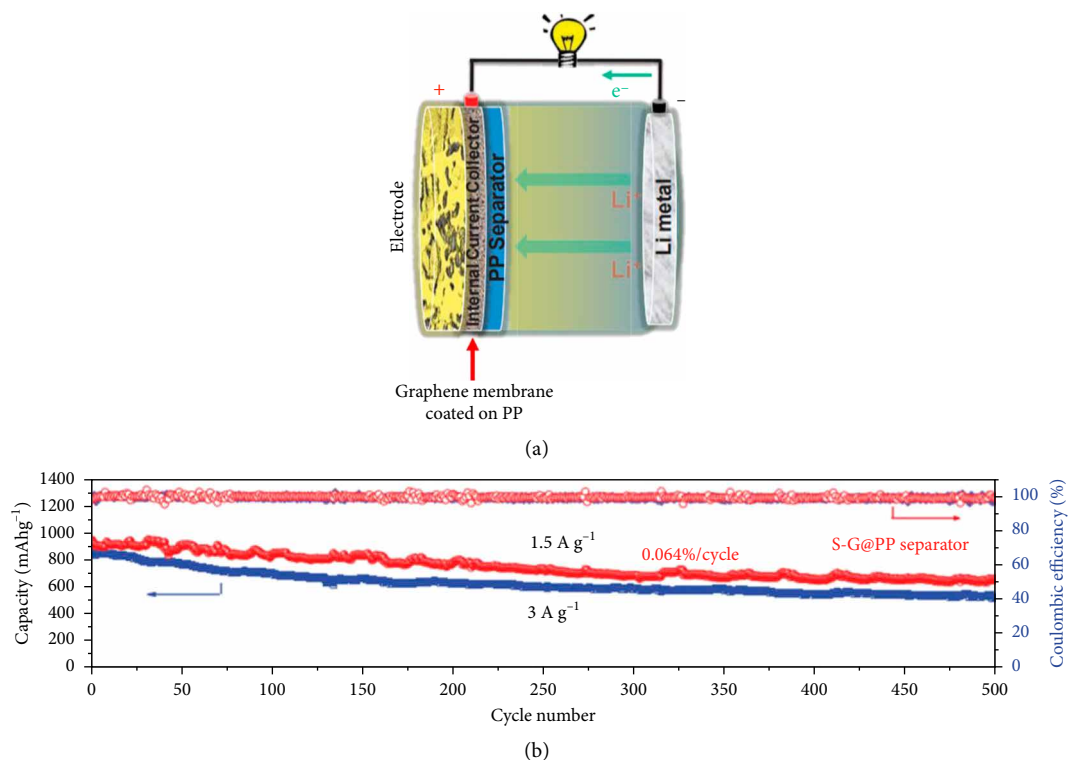 +
e⁻
–
Electrode
Internal Current Collector
PP Separator
Li⁺
Li⁺
Li metal
Graphene membrane
coated on PP
(a)
Capacity (mAhg⁻¹)
1400
1200
1000
800
600
400
200
0
1.5 A g⁻¹
0.064%/cycle
S-G@PP separator
3 A g⁻¹
100
80
60
40
20
0
Coulombic efficiency (%)
0 50 100 150 200 250 300 350 400 450 500
Cycle number
(b)